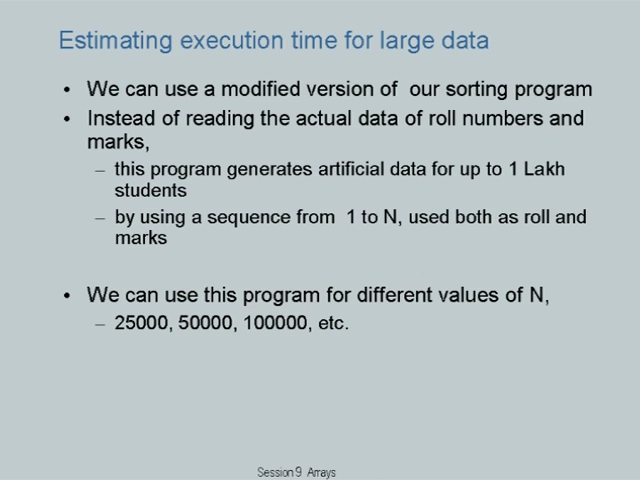 Estimating execution time for large data
• We can use a modified version of our sorting program
• Instead of reading the actual data of roll numbers and
marks,
– this program generates artificial data for up to 1 Lakh
students
– by using a sequence from 1 to N, used both as roll and
marks
• We can use this program for different values of N,
– 25000, 50000, 100000, etc.
Session 9 Arrays